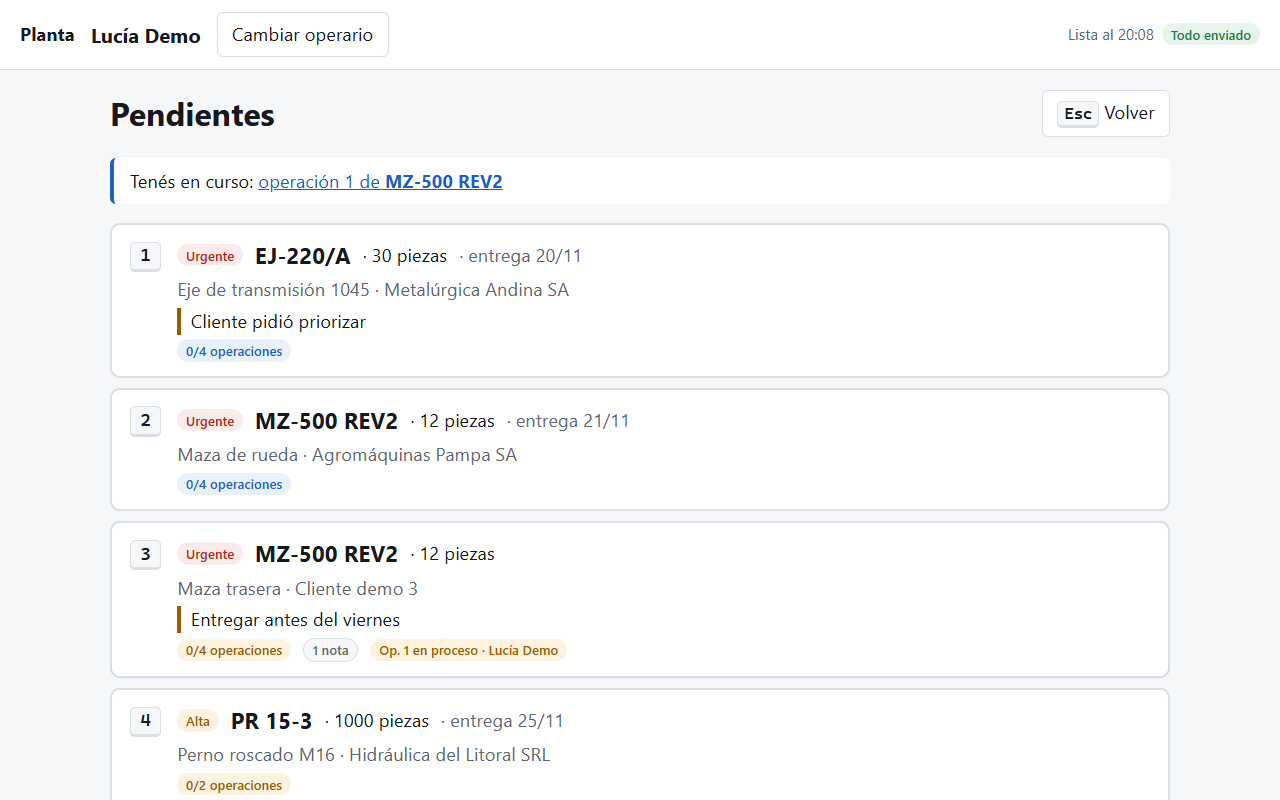 Planta Lucía Demo Cambiar operario Lista al 20:08 Todo enviado
Pendientes Esc Volver
Tenés en curso: operación 1 de MZ-500 REV2
1 Urgente EJ-220/A · 30 piezas · entrega 20/11
Eje de transmisión 1045 · Metalúrgica Andina SA
Cliente pidió priorizar
0/4 operaciones
2 Urgente MZ-500 REV2 · 12 piezas · entrega 21/11
Maza de rueda · Agromáquinas Pampa SA
0/4 operaciones
3 Urgente MZ-500 REV2 · 12 piezas
Maza trasera · Cliente demo 3
Entregar antes del viernes
0/4 operaciones 1 nota Op. 1 en proceso · Lucía Demo
4 Alta PR 15-3 · 1000 piezas · entrega 25/11
Perno roscado M16 · Hidráulica del Litoral SRL
0/2 operaciones